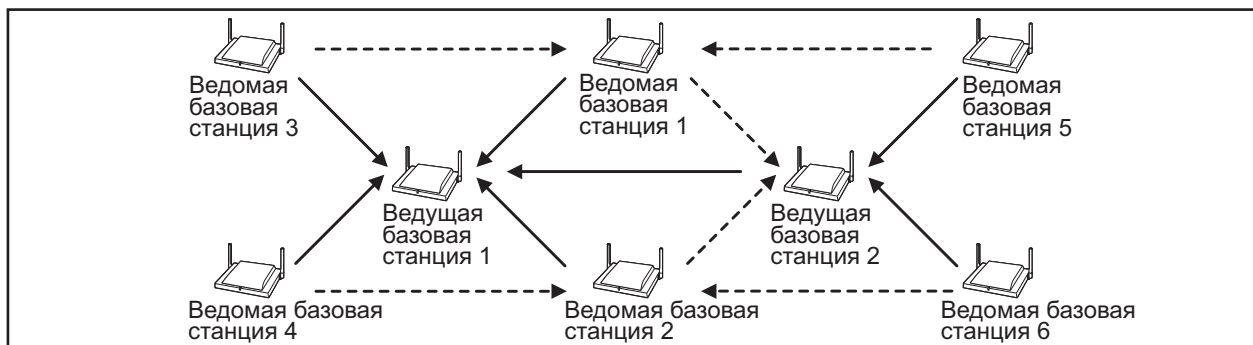 Ведомая
базовая
станция 3
Ведомая
базовая
станция 1
Ведомая
базовая
станция 5
Ведущая
базовая
станция 1
Ведущая
базовая
станция 2
Ведомая базовая
станция 4
Ведомая базовая
станция 2
Ведомая базовая
станция 6